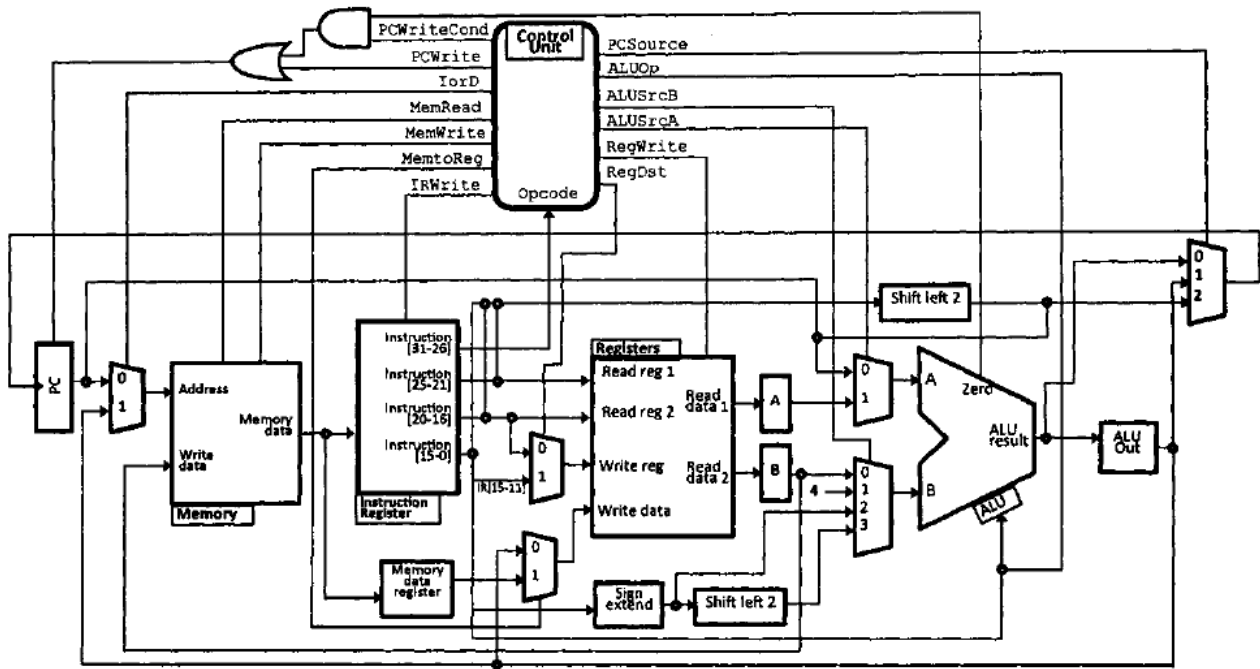 PCWriteCond
PCWrite
IorD
MemRead
MemWrite
MemtoReg
IRWrite
Control
Unit
Opcode
PCSource
ALUOp
ALUSrcB
ALUSrcA
RegWrite
RegDst
PC
0
1
Address
Memory
data
Write
data
Memory
Instruction
[31-26]
Instruction
[25-21]
Instruction
[20-16]
Instruction
[15-0]
Instruction
Register
IR[15-11]
0
1
Memory
data
register
0
1
Registers
Read reg 1
Read reg 2
Write reg
Write data
Read
data 1
Read
data 2
A
B
Sign
extend
Shift left 2
Shift left 2
0
1
4
0
1
2
3
A
B
Zero
ALU
result
ALU
ALU
Out
0
1
2